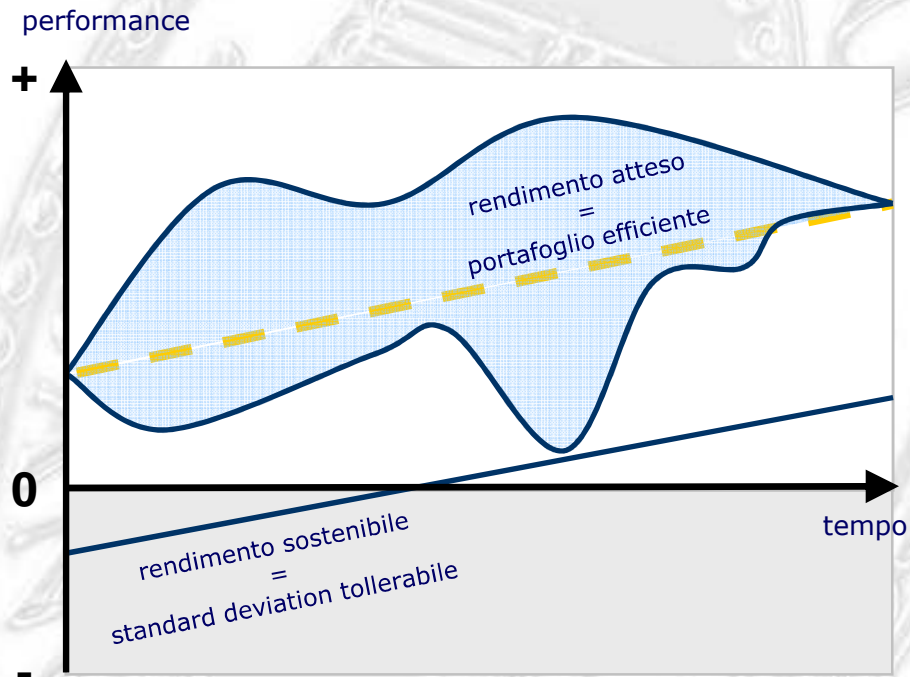 performance
+
rendimento atteso
=
portafoglio efficiente
0
tempo
rendimento sostenibile
=
standard deviation tollerabile
-